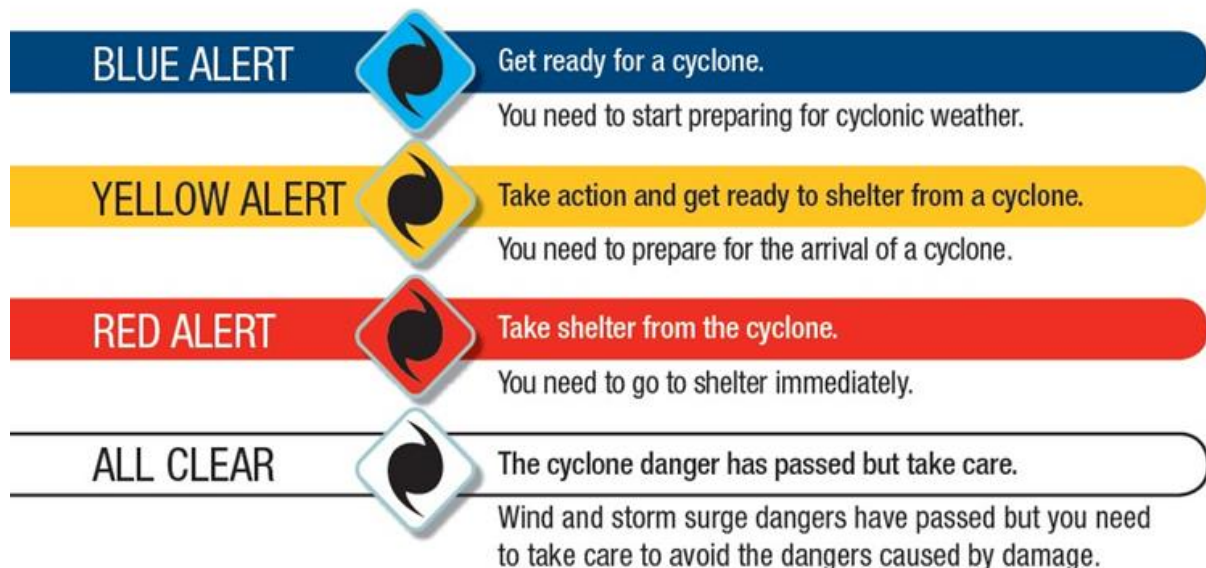 BLUE ALERT
Get ready for a cyclone.
You need to start preparing for cyclonic weather.
YELLOW ALERT
Take action and get ready to shelter from a cyclone.
You need to prepare for the arrival of a cyclone.
RED ALERT
Take shelter from the cyclone.
You need to go to shelter immediately.
ALL CLEAR
The cyclone danger has passed but take care.
Wind and storm surge dangers have passed but you need
to take care to avoid the dangers caused by damage.